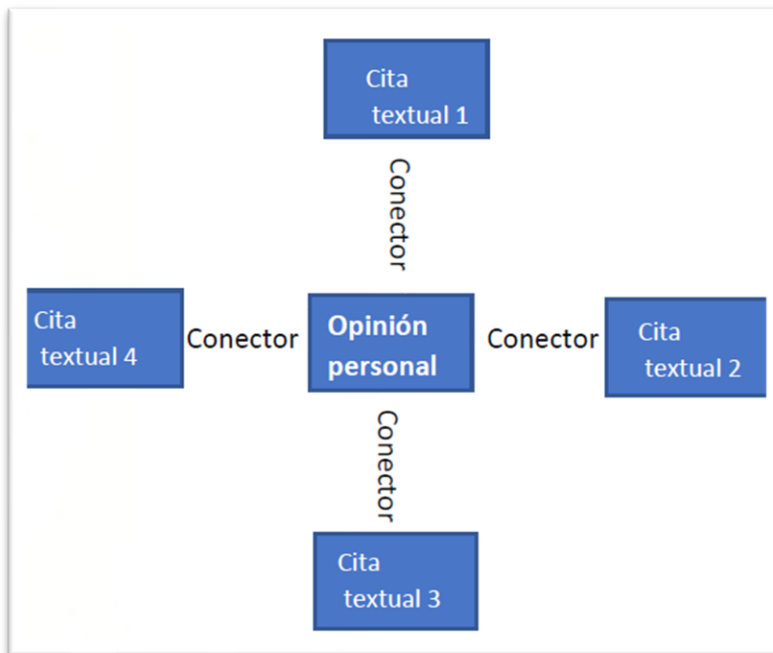 Cita
textual 1
Conector
Cita
textual 4
Conector
Opinión
personal
Conector
Cita
textual 2
Conector
Cita
textual 3